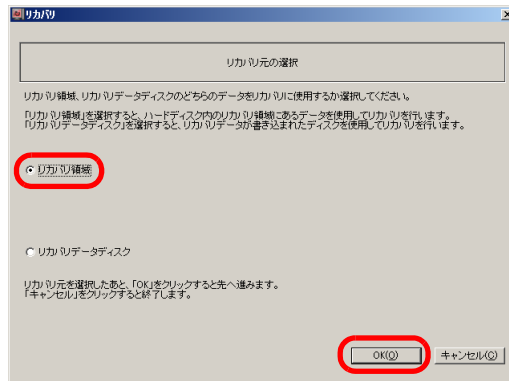 リカバリ
リカバリ元の選択
リカバリ領域、リカバリデータディスクのどちらのデータをリカバリに使用するか選択してください。
「リカバリ領域」を選択すると、ハードディスク内のリカバリ領域にあるデータを使用してリカバリを行います。
「リカバリデータディスク」を選択すると、リカバリデータが書き込まれたディスクを使用してリカバリを行います。
リカバリ領域
リカバリデータディスク
リカバリ元を選択したあと、「OK」をクリックすると先へ進みます。
「キャンセル」をクリックすると終了します。
OK(O) キャンセル(C)